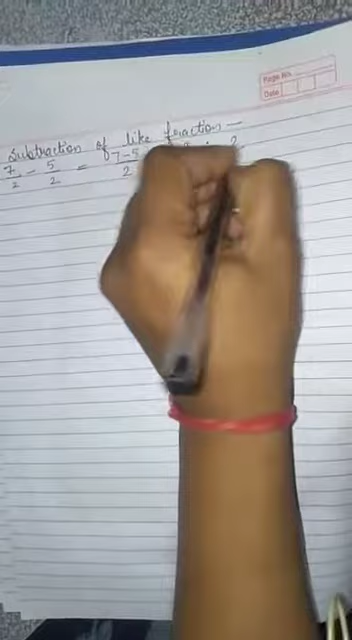 Page No.
Date
Subtraction of like fraction —
7/2 - 5/2 = 7-5/2